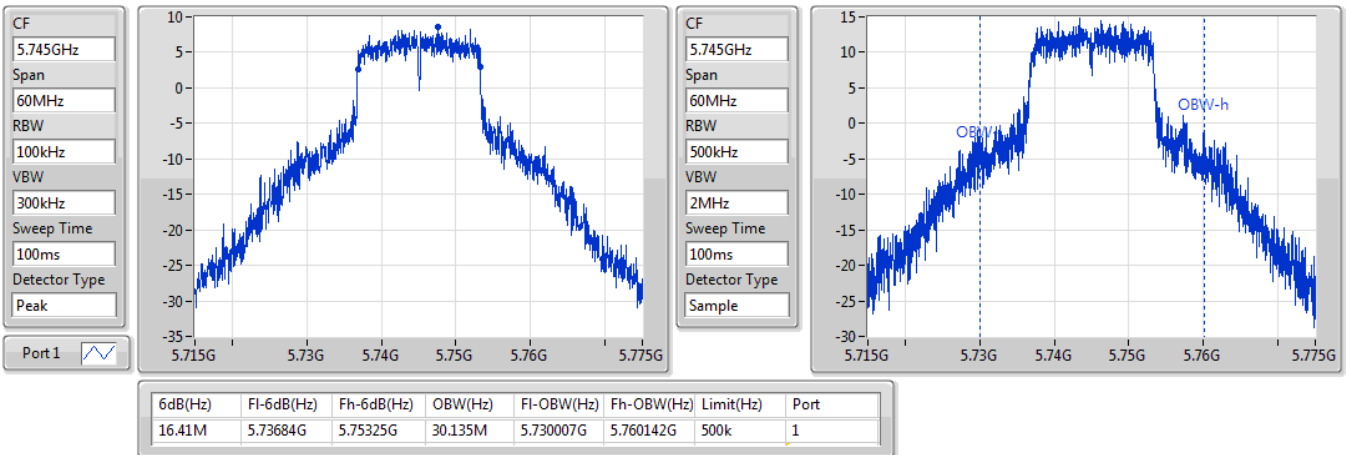 CF
5.745GHz
Span
60MHz
RBW
100kHz
VBW
300kHz
Sweep Time
100ms
Detector Type
Peak
Port 1
10
5
0
-5
-10
-15
-20
-25
-30
-35
5.715G 5.73G 5.74G 5.75G 5.76G 5.775G
CF
5.745GHz
Span
60MHz
RBW
500kHz
VBW
2MHz
Sweep Time
100ms
Detector Type
Sample
15
10
5
0
-5
-10
-15
-20
-25
-30
OBW-h
5.715G 5.73G 5.74G 5.75G 5.76G 5.775G
6dB(Hz) Fl-6dB(Hz) Fh-6dB(Hz) OBW(Hz) Fl-OBW(Hz) Fh-OBW(Hz) Limit(Hz) Port
16.41M 5.73684G 5.75325G 30.135M 5.730007G 5.760142G 500k 1